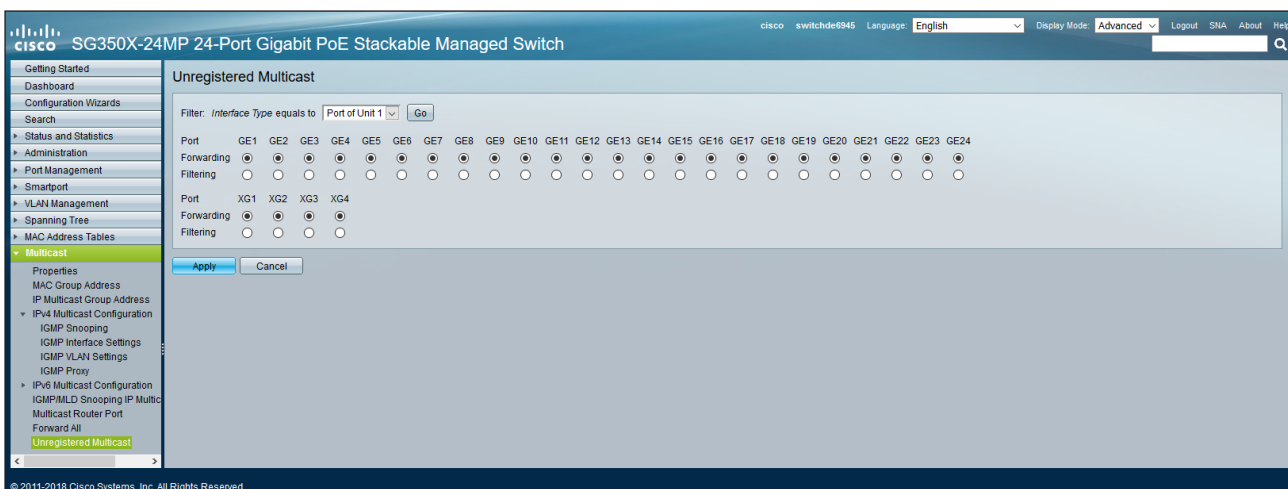 cisco switchde6945 Language: English Display Mode: Advanced Logout SNA About Help
CISCO SG350X-24MP 24-Port Gigabit PoE Stackable Managed Switch
Getting Started
Dashboard
Configuration Wizards
Search
Status and Statistics
Administration
Port Management
Smartport
VLAN Management
Spanning Tree
MAC Address Tables
Multicast
Properties
MAC Group Address
IP Multicast Group Address
IPv4 Multicast Configuration
IGMP Snooping
IGMP Interface Settings
IGMP VLAN Settings
IGMP Proxy
IPv6 Multicast Configuration
IGMP/MLD Snooping IP Multic
Multicast Router Port
Forward All
Unregistered Multicast
Unregistered Multicast
Filter: Interface Type equals to Port of Unit 1 Go
Port GE1 GE2 GE3 GE4 GE5 GE6 GE7 GE8 GE9 GE10 GE11 GE12 GE13 GE14 GE15 GE16 GE17 GE18 GE19 GE20 GE21 GE22 GE23 GE24
Forwarding
Filtering
Port XG1 XG2 XG3 XG4
Forwarding
Filtering
Apply Cancel
© 2011-2018 Cisco Systems, Inc. All Rights Reserved.